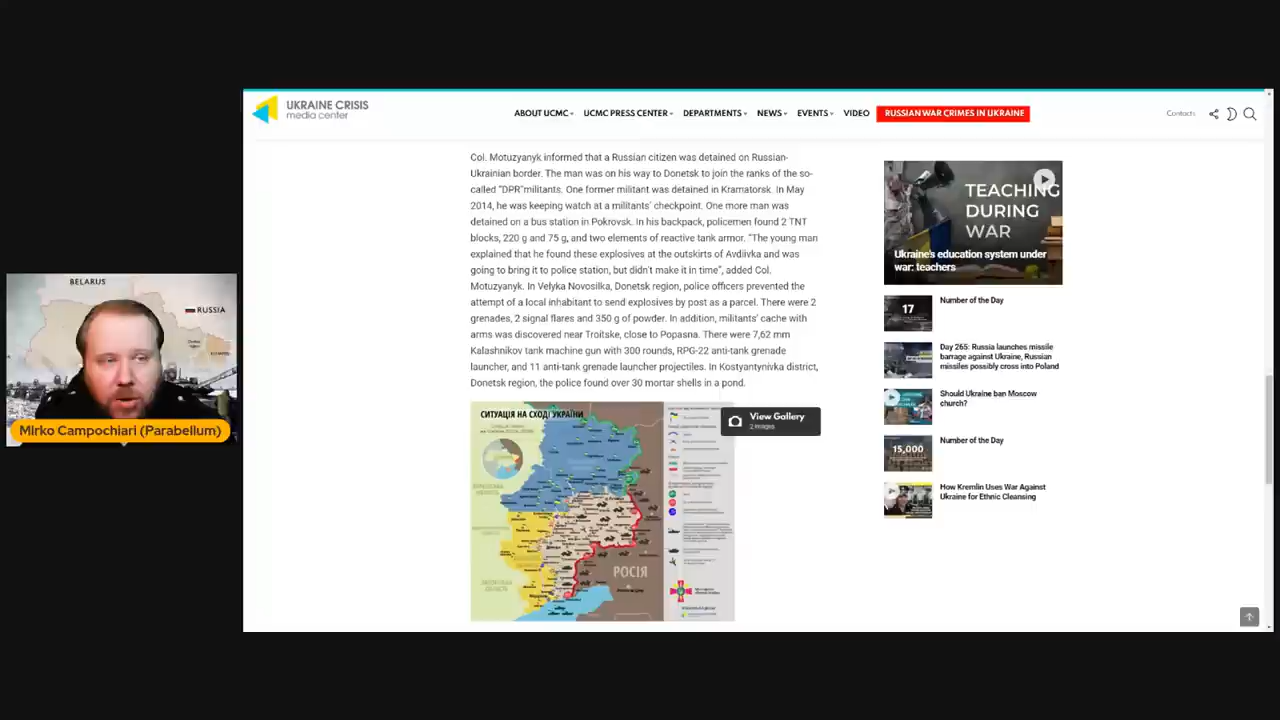 UKRAINE CRISIS
media center
ABOUT UCMC
UCMC PRESS CENTER
DEPARTMENTS
NEWS
EVENTS
VIDEO
RUSSIAN WAR CRIMES IN UKRAINE
Contacts
Col. Motuzyanyk informed that a Russian citizen was detained on Russian-
Ukrainian border. The man was on his way to Donetsk to join the ranks of the so-
called “DPR”militants. One former militant was detained in Kramatorsk. In May
2014, he was keeping watch at a militants’ checkpoint. One more man was
detained on a bus station in Pokrovsk. In his backpack, policemen found 2 TNT
blocks, 220 g and 75 g, and two elements of reactive tank armor. “The young man
explained that he found these explosives at the outskirts of Avdiivka and was
going to bring it to police station, but didn’t make it in time”, added Col.
Motuzyanyk. In Velyka Novosilka, Donetsk region, police officers prevented the
attempt of a local inhabitant to send explosives by post as a parcel. There were 2
grenades, 2 signal flares and 350 g of powder. In addition, militants’ cache with
arms was discovered near Troitske, close to Popasna. There were 7,62 mm
Kalashnikov tank machine gun with 300 rounds, RPG-22 anti-tank grenade
launcher, and 11 anti-tank grenade launcher projectiles. In Kostyantynivka district,
Donetsk region, the police found over 30 mortar shells in a pond.
СИТУАЦІЯ НА СХОДІ УКРАЇНИ
РОСІЯ
View Gallery
2 images
TEACHING
DURING
WAR
Ukraine's education system under
war: teachers
17
Number of the Day
Day 265: Russia launches missile
barrage against Ukraine, Russian
missiles possibly cross into Poland
Should Ukraine ban Moscow
church?
15,000
Number of the Day
How Kremlin Uses War Against
Ukraine for Ethnic Cleansing
BELARUS
RUSSIA
Mirko Campochiari (Parabellum)